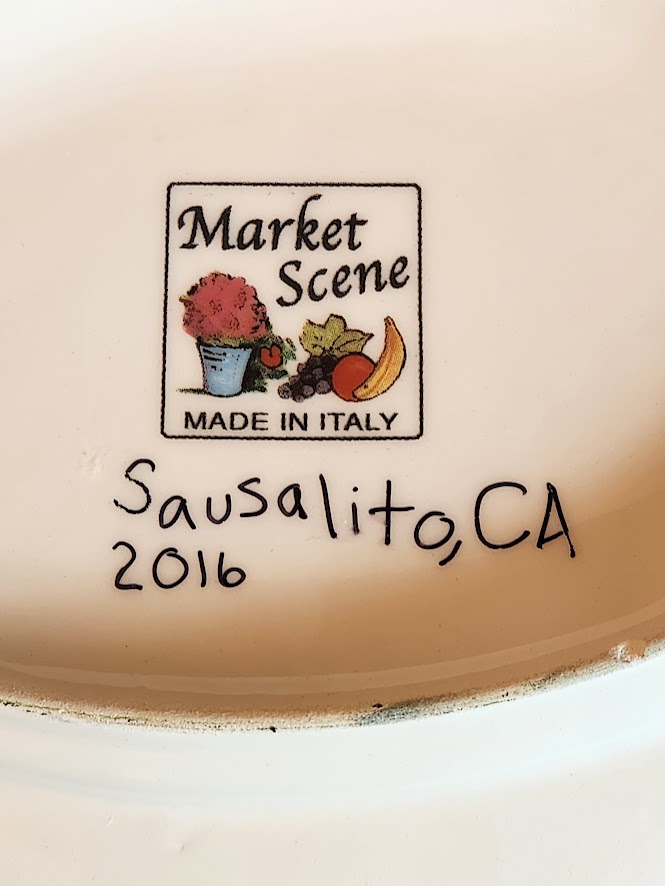 Market
Scene
MADE IN ITALY
Sausalito, CA
2016